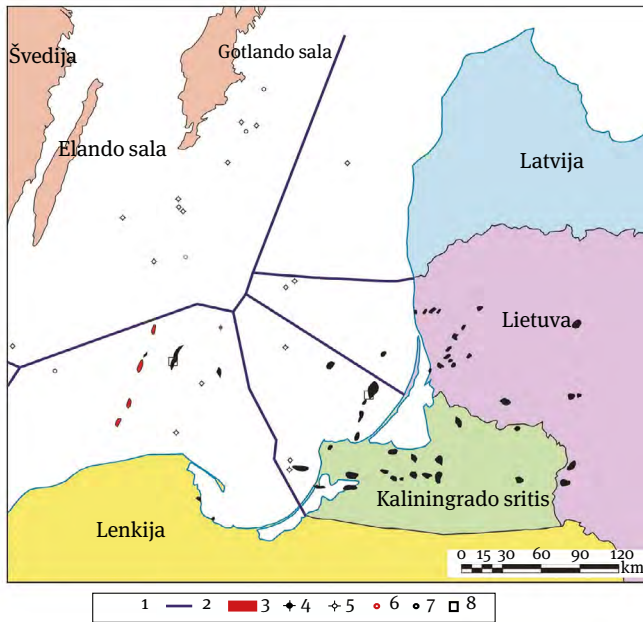 Švedija
Gotlando sala
Elando sala
Latvija
Lietuva
Kaliningrado sritis
Lenkija
0 15 30 60 90 120
km
1 2 3 4 5 6 7 8